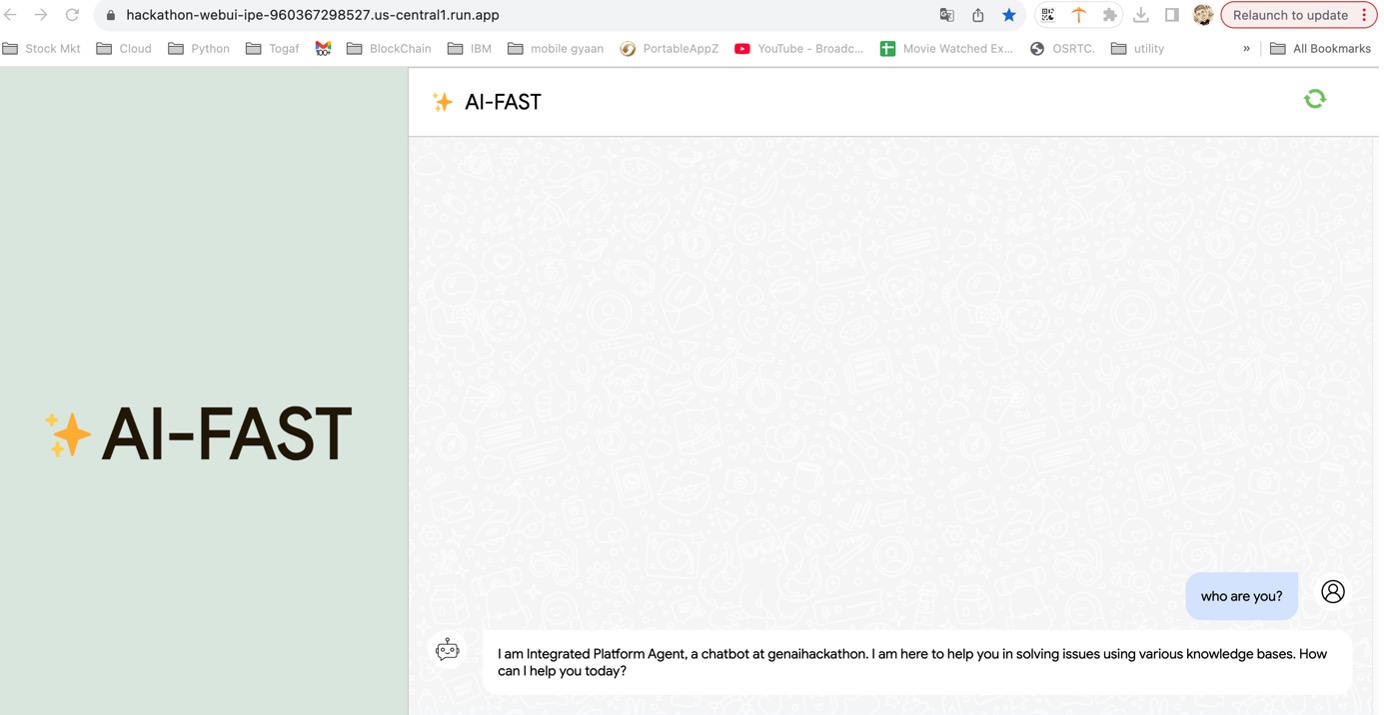 hackathon-webui-ipe-960367298527.us-central1.run.app
Relaunch to update
Stock Mkt Cloud Python Togaf 100+ BlockChain IBM mobile gyaan PortableAppZ YouTube - Broadc... Movie Watched Ex... OSRTC. utility » All Bookmarks
AI-FAST
AI-FAST
who are you?
I am Integrated Platform Agent, a chatbot at genaihackathon. I am here to help you in solving issues using various knowledge bases. How
can I help you today?